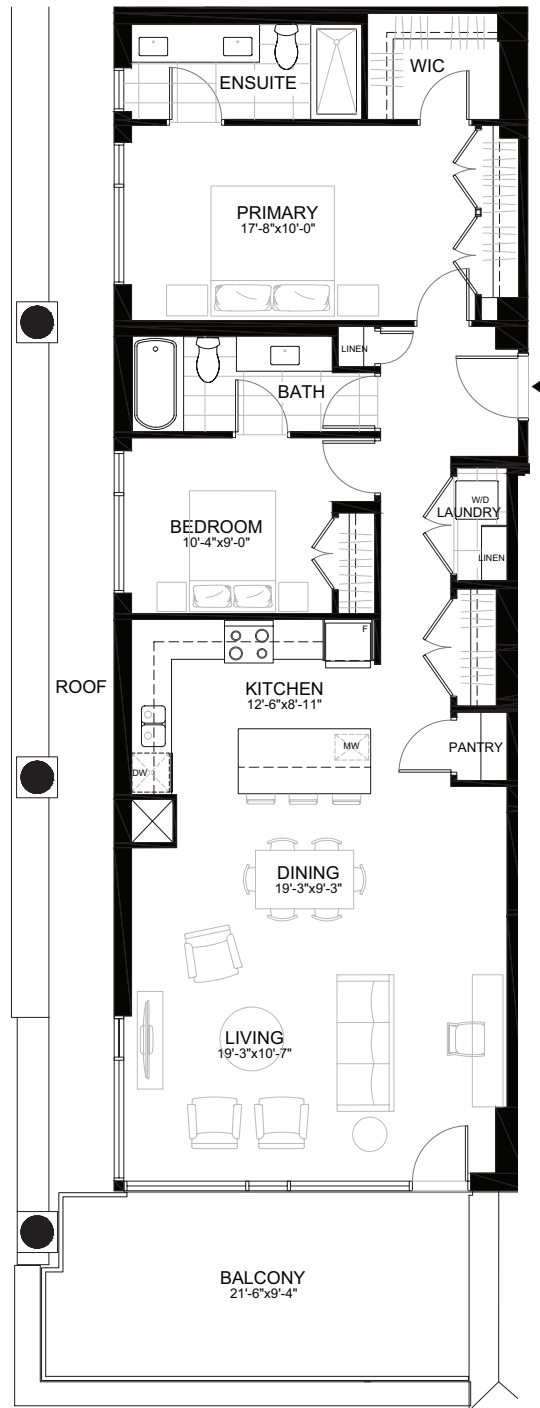 WIC
ENSUITE
PRIMARY
17'-8"x10'-0"
LINEN
BATH
W/D
LAUNDRY
BEDROOM
10'-4"x9'-0"
LINEN
F
ROOF
KITCHEN
12'-6"x8'-11"
MW
PANTRY
DW
DINING
19'-3"x9'-3"
LIVING
19'-3"x10'-7"
BALCONY
21'-6"x9'-4"